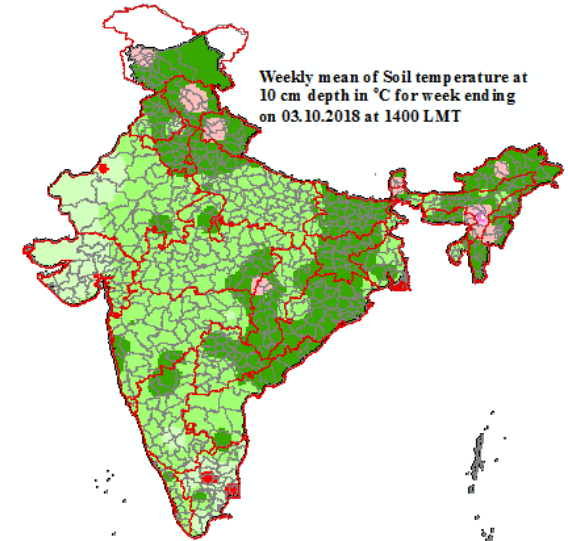 Weekly mean of Soil temperature at
10 cm depth in °C for week ending
on 03.10.2018 at 1400 LMT